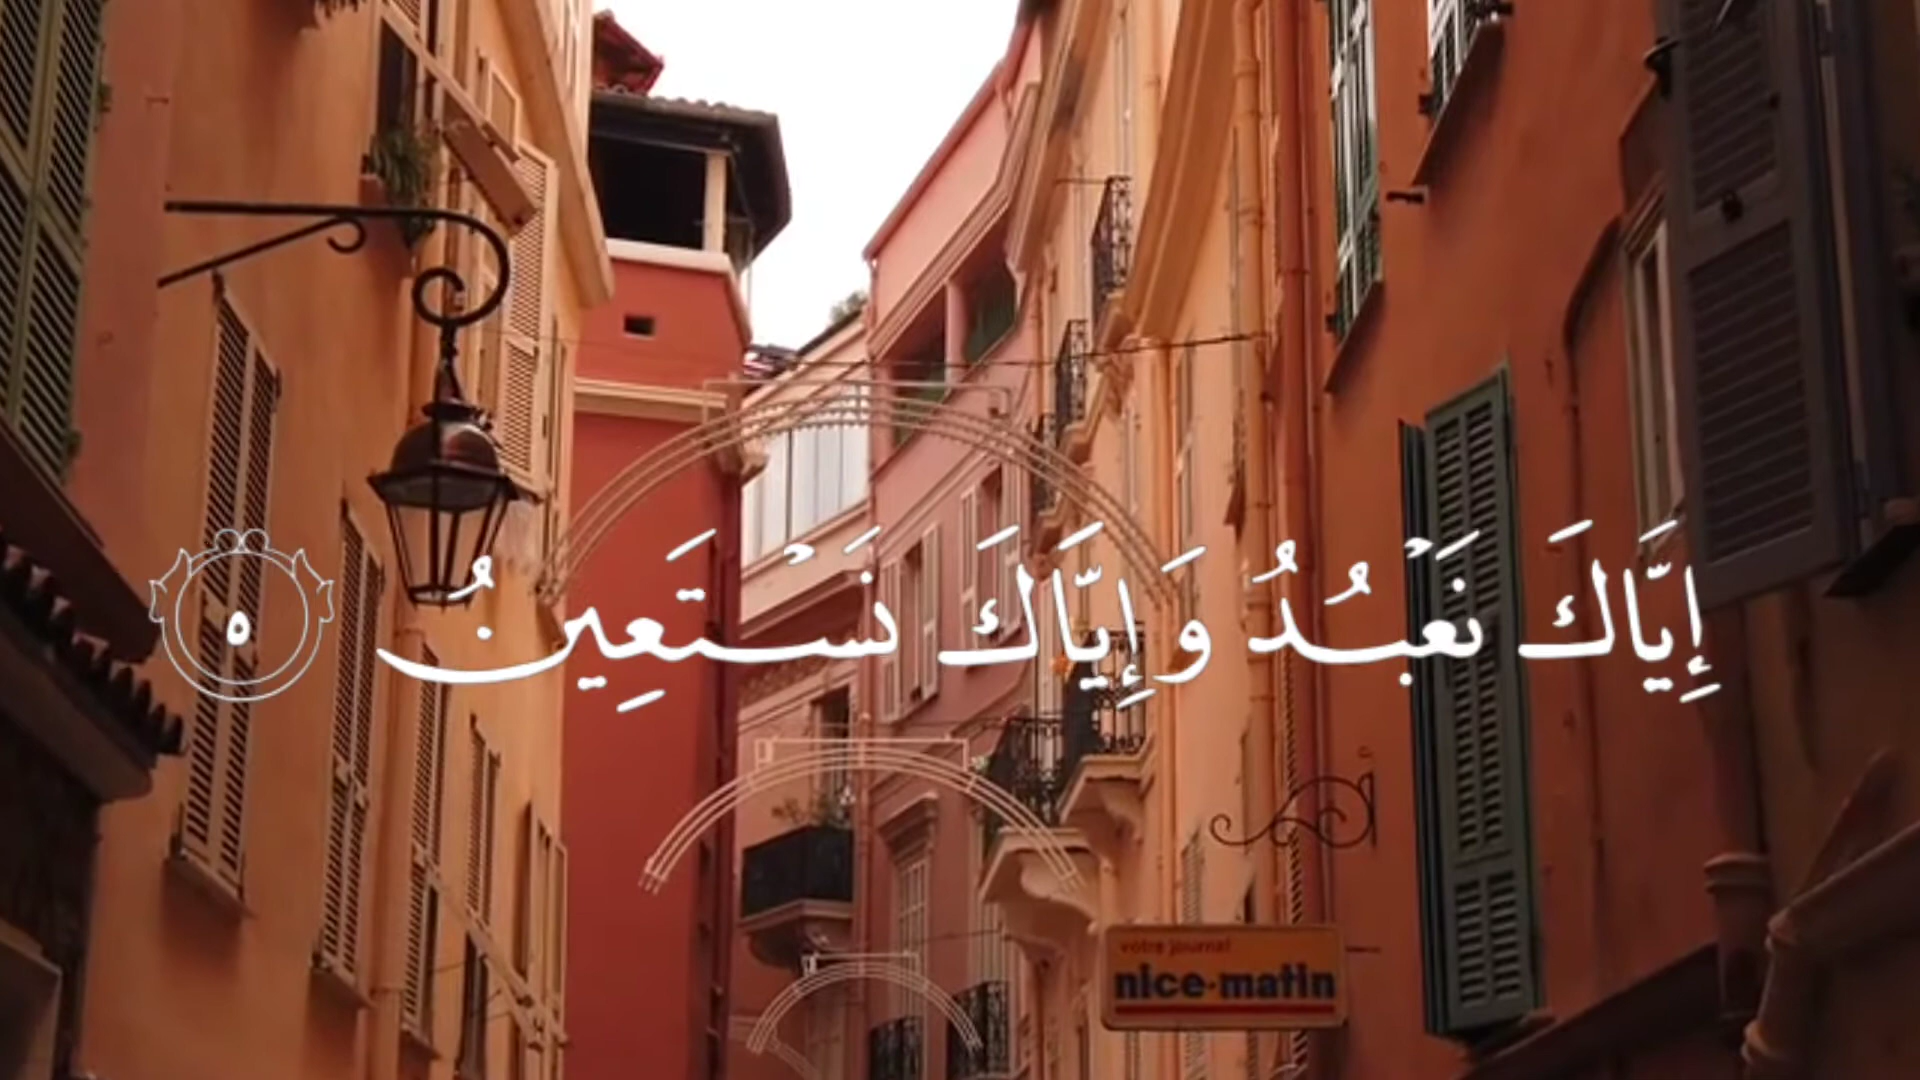 إِيَّاكَ نَعْبُدُ وَإِيَّاكَ نَسْتَعِينُ ٥
votre journal
nice-matin